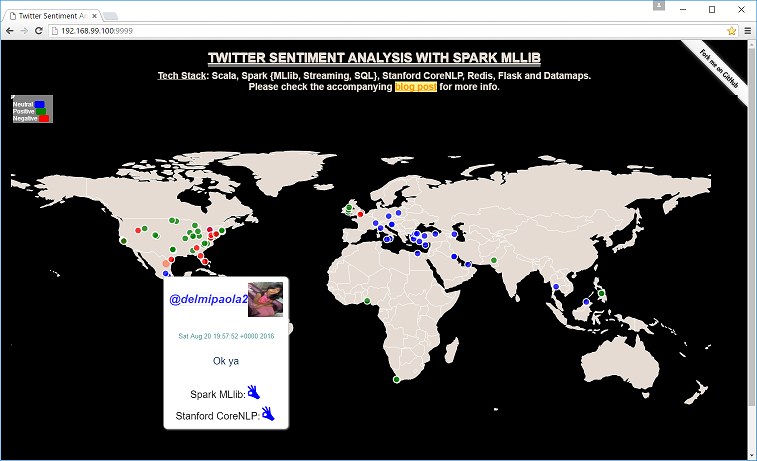 Twitter Sentiment A
192.168.99.100:9999
TWITTER SENTIMENT ANALYSIS WITH SPARK MLLIB
Tech Stack: Scala, Spark {MLlib, Streaming, SQL}, Stanford CoreNLP, Redis, Flask and Datamaps.
Please check the accompanying blog post for more info.
Fork me on GitHub
Neutral
Positive
Negative
@delmipaola2
Sat Aug 20 19:57:52 +0000 2016
Ok ya
Spark MLlib:
Stanford CoreNLP: